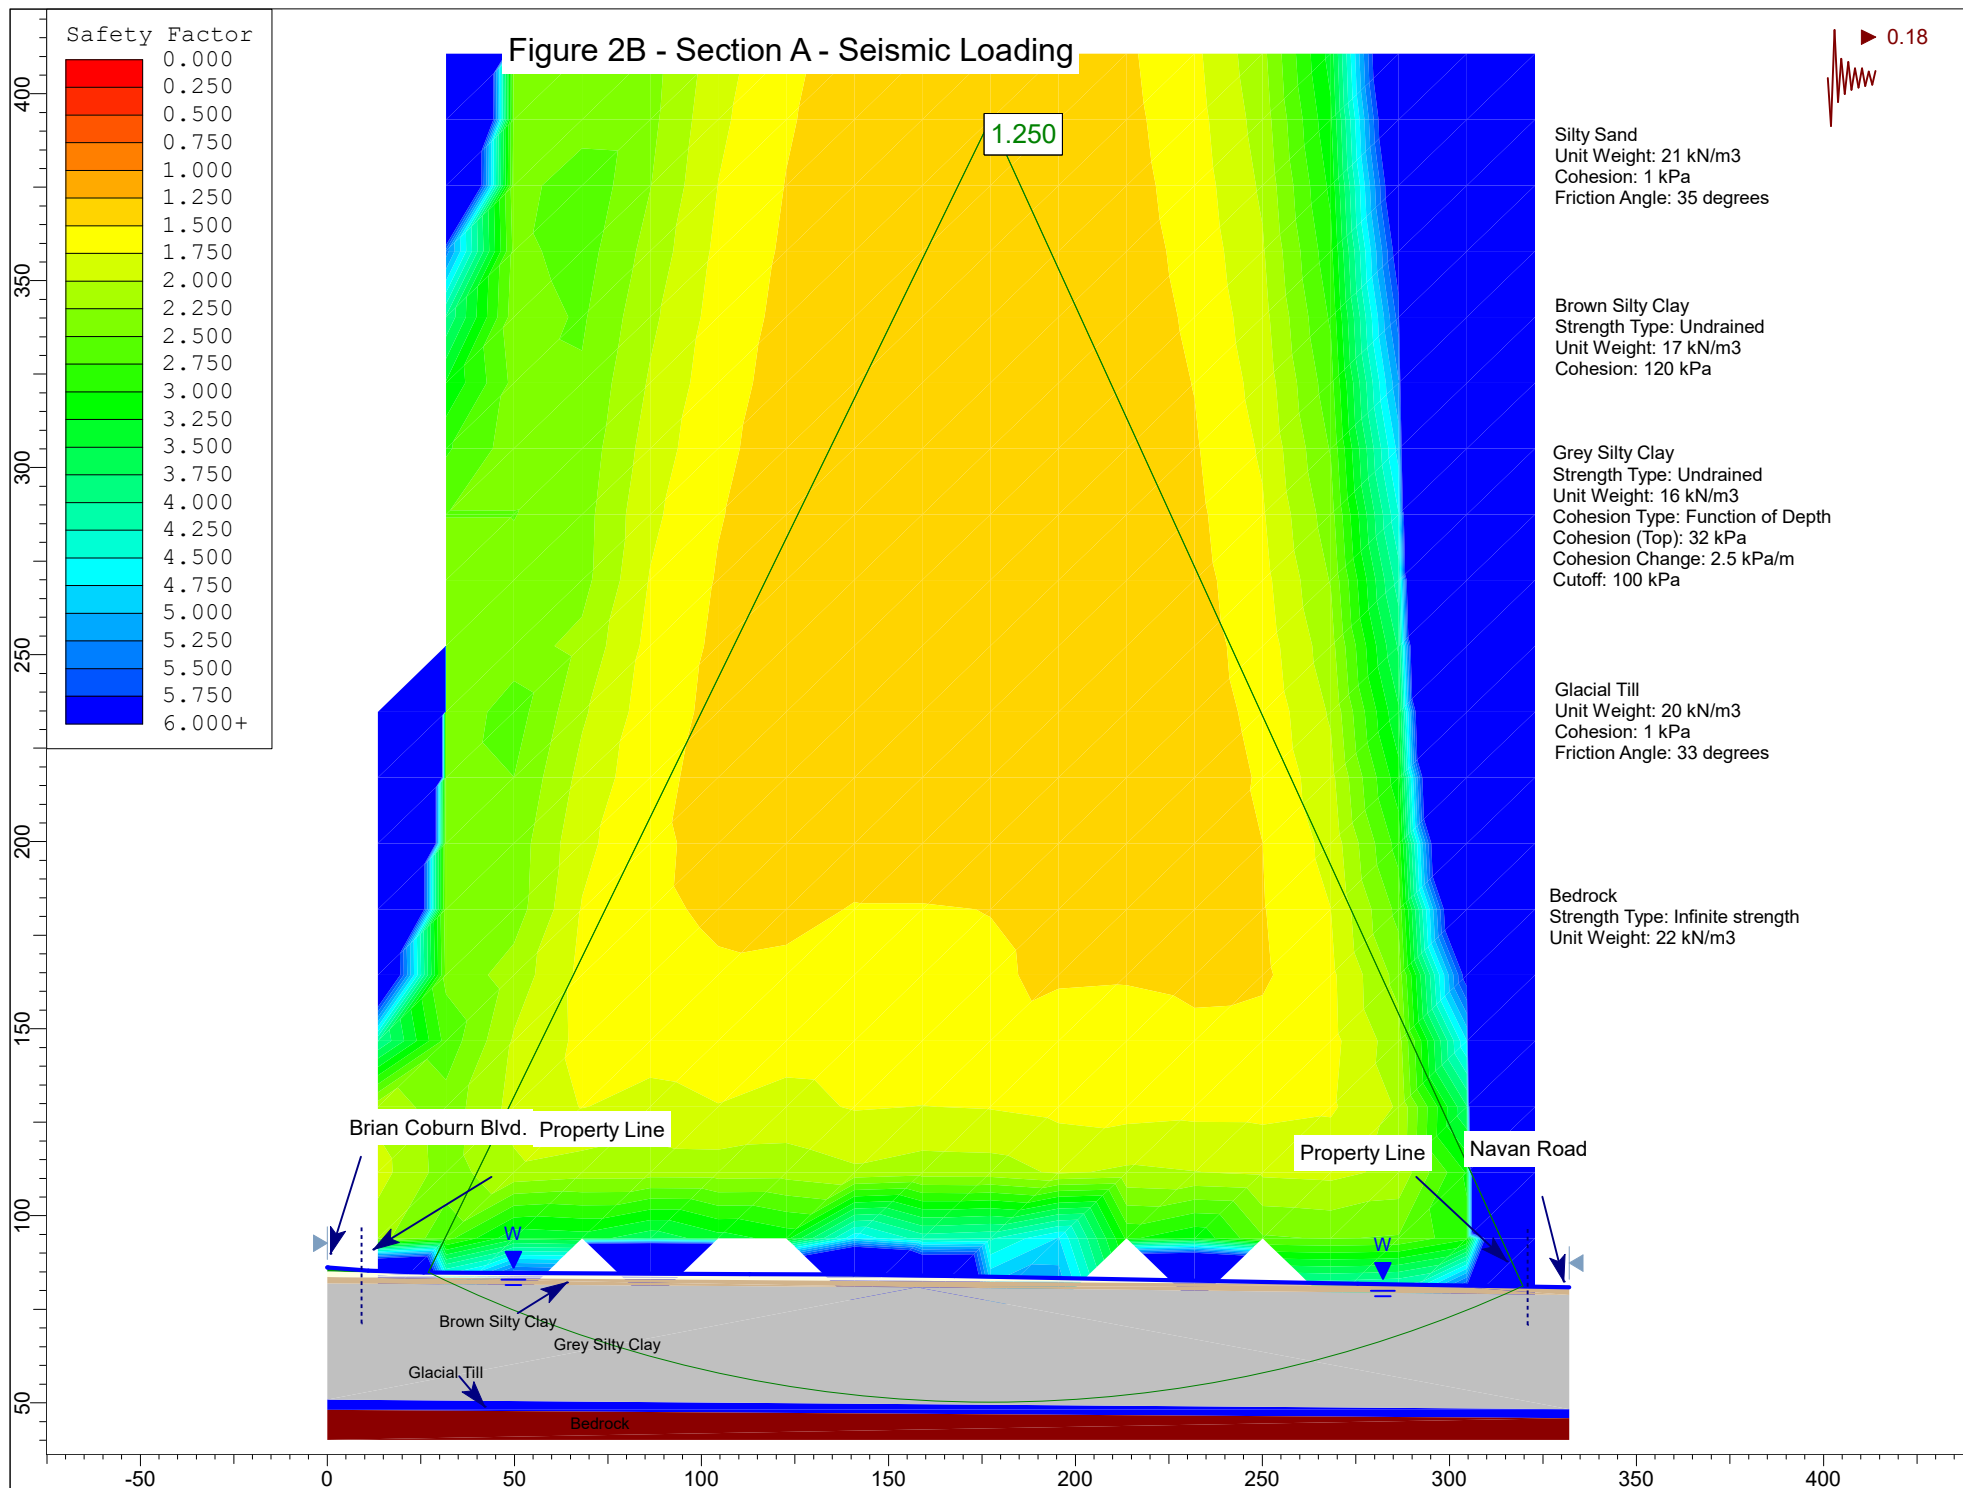 Safety Factor
0.000
0.250
0.500
0.750
1.000
1.250
1.500
1.750
2.000
2.250
2.500
2.750
3.000
3.250
3.500
3.750
4.000
4.250
4.500
4.750
5.000
5.250
5.500
5.750
6.000+
Figure 2B - Section A - Seismic Loading
1.250
0.18
Silty Sand
Unit Weight: 21 kN/m3
Cohesion: 1 kPa
Friction Angle: 35 degrees
Brown Silty Clay
Strength Type: Undrained
Unit Weight: 17 kN/m3
Cohesion: 120 kPa
Grey Silty Clay
Strength Type: Undrained
Unit Weight: 16 kN/m3
Cohesion Type: Function of Depth
Cohesion (Top): 32 kPa
Cohesion Change: 2.5 kPa/m
Cutoff: 100 kPa
Glacial Till
Unit Weight: 20 kN/m3
Cohesion: 1 kPa
Friction Angle: 33 degrees
Bedrock
Strength Type: Infinite strength
Unit Weight: 22 kN/m3
400
350
300
250
200
150
100
50
Brian Coburn Blvd.
Property Line
Property Line
Navan Road
W
W
Brown Silty Clay
Grey Silty Clay
Glacial Till
Bedrock
-50
0
50
100
150
200
250
300
350
400